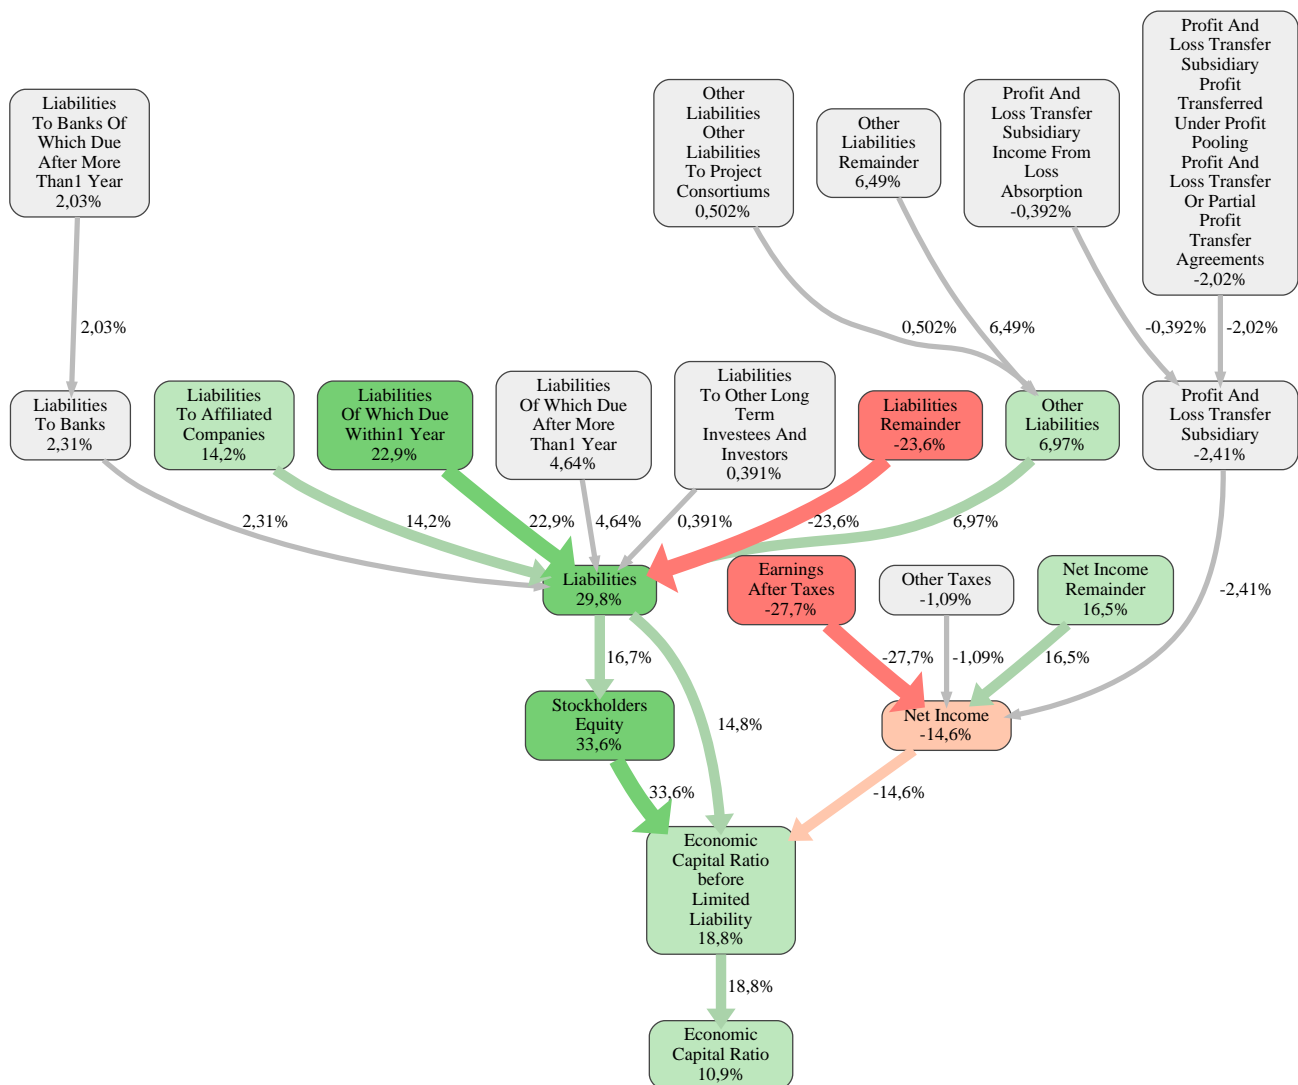 Profit And
Loss Transfer
Subsidiary
Profit
Transferred
Under Profit
Pooling
Profit And
Loss Transfer
Or Partial
Profit
Transfer
Agreements
-2,02%
Liabilities
To Banks Of
Which Due
After More
Than1 Year
2,03%
Other
Liabilities
Other
Liabilities
To Project
Consortiums
0,502%
Other
Liabilities
Remainder
6,49%
Profit And
Loss Transfer
Subsidiary
Income From
Loss
Absorption
-0,392%
2,03%
0,502%
6,49%
-0,392%
-2,02%
Liabilities
To Banks
2,31%
Liabilities
To Affiliated
Companies
14,2%
Liabilities
Of Which Due
Within1 Year
22,9%
Liabilities
Of Which Due
After More
Than1 Year
4,64%
Liabilities
To Other Long
Term
Investees And
Investors
0,391%
Liabilities
Remainder
-23,6%
Other
Liabilities
6,97%
Profit And
Loss Transfer
Subsidiary
-2,41%
2,31%
14,2%
22,9%
4,64%
0,391%
-23,6%
6,97%
Liabilities
29,8%
Earnings
After Taxes
-27,7%
Other Taxes
-1,09%
Net Income
Remainder
16,5%
-2,41%
16,7%
-27,7%
-1,09%
16,5%
Stockholders
Equity
33,6%
14,8%
Net Income
-14,6%
33,6%
-14,6%
Economic
Capital Ratio
before
Limited
Liability
18,8%
18,8%
Economic
Capital Ratio
10,9%